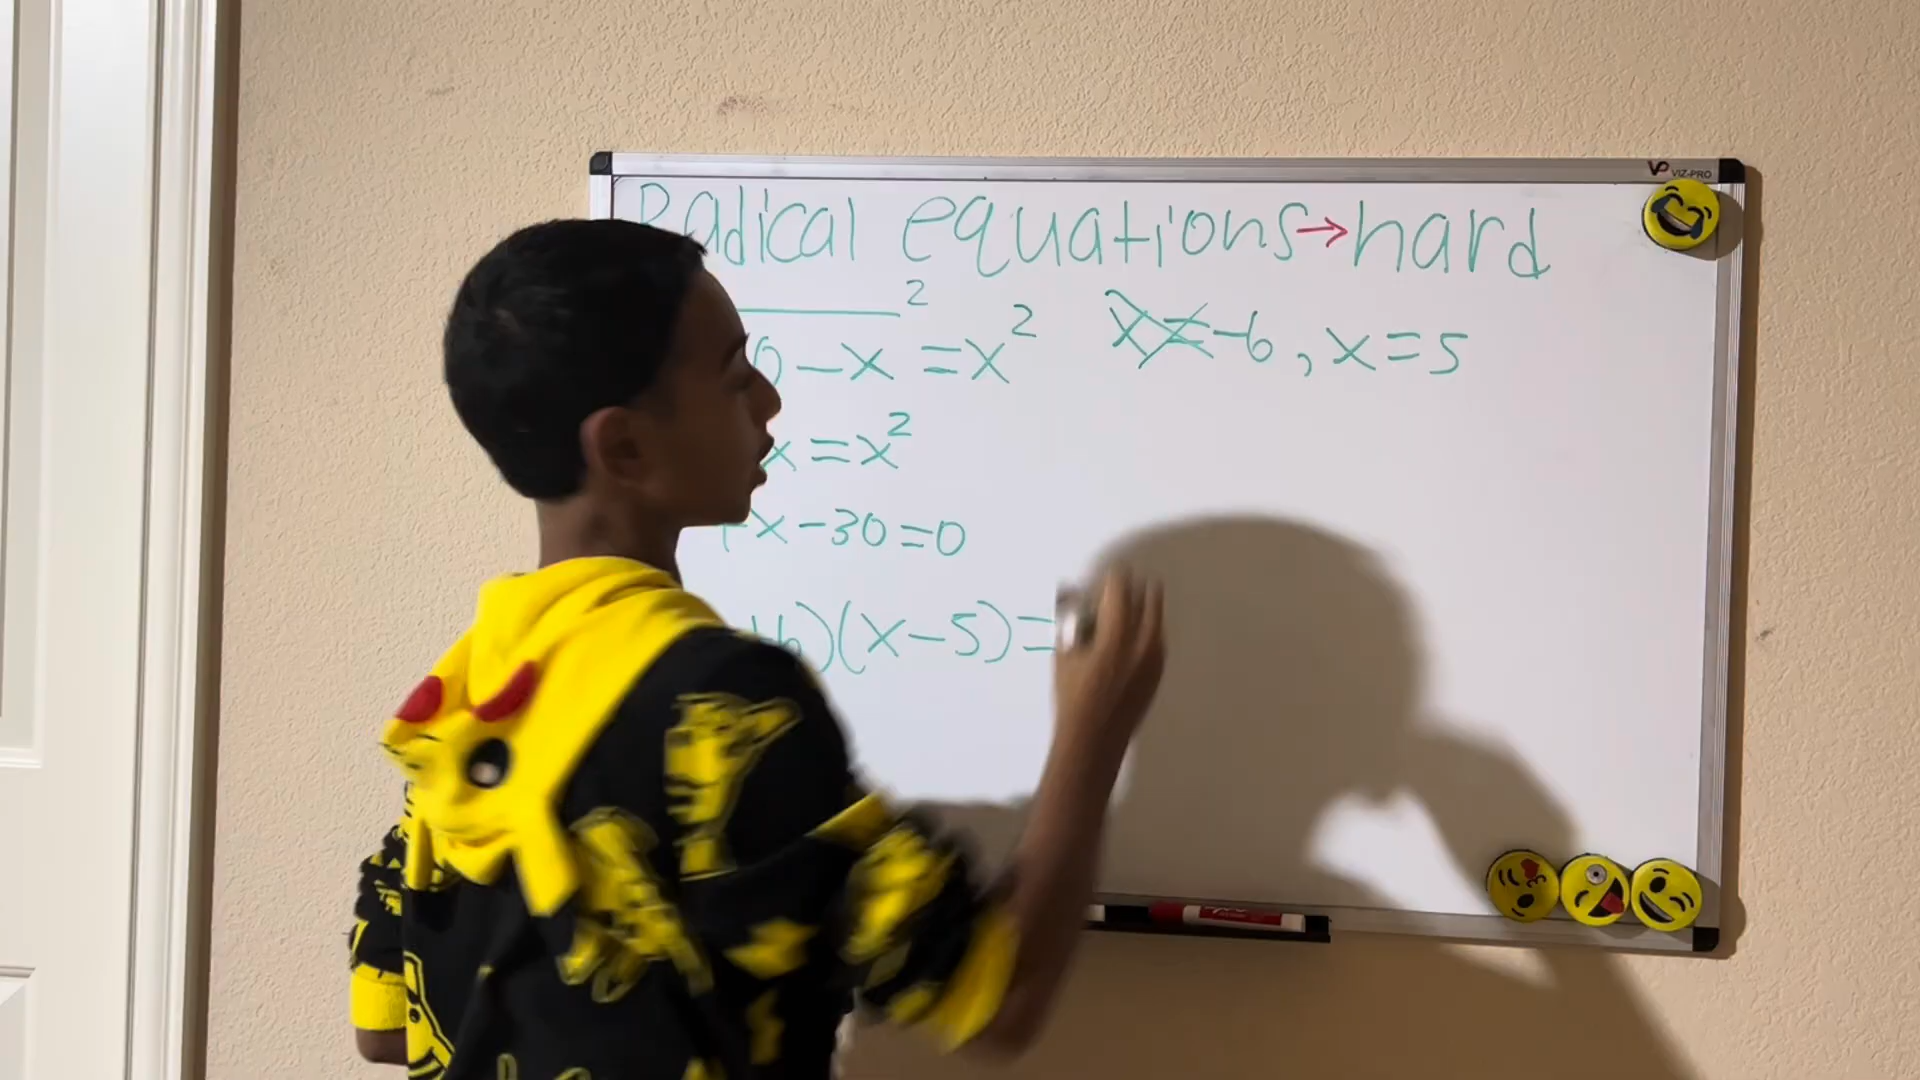 VP VIZ-PRO
Radical equations→hard
2
0-x=x² x=-6, x=5
x=x²
+x-30=0
+6)(x-5)=